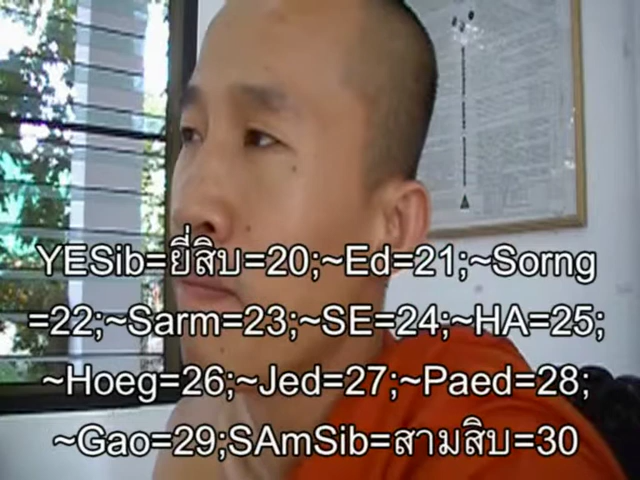 YESib=ยี่สิบ=20;~Ed=21;~Sorng
=22;~Sarm=23;~SE=24;~HA=25;
~Hoeg=26;~Jed=27;~Paed=28;
~Gao=29;SAmSib=สามสิบ=30